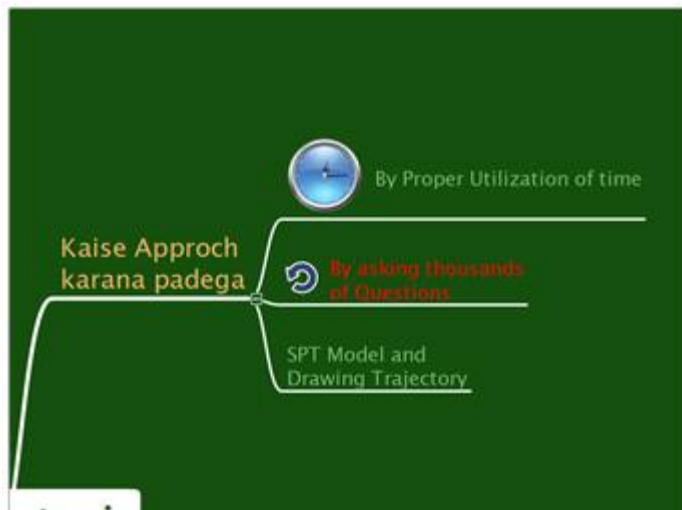 By Proper Utilization of time
Kaise Approch
karana padega
By asking thousands
of Questions
SPT Model and
Drawing Trajectory